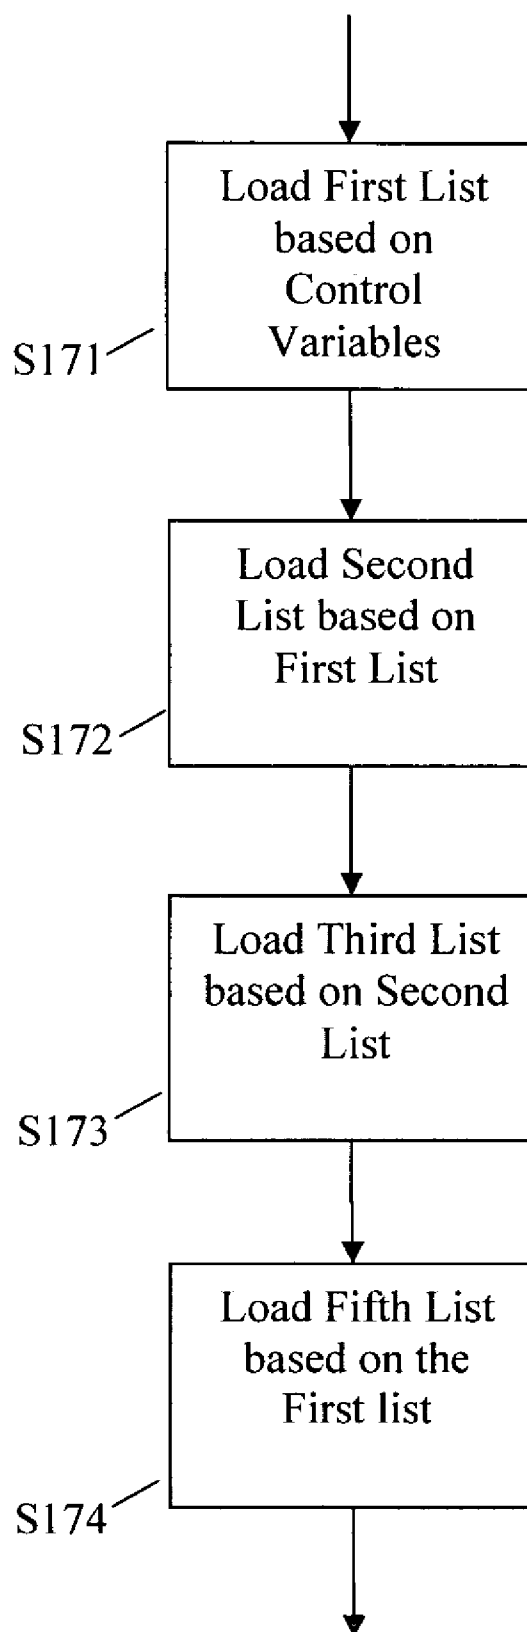 Load First List
based on
Control
Variables
S171
Load Second
List based on
First List
S172
Load Third List
based on Second
List
S173
Load Fifth List
based on the
First list
S174